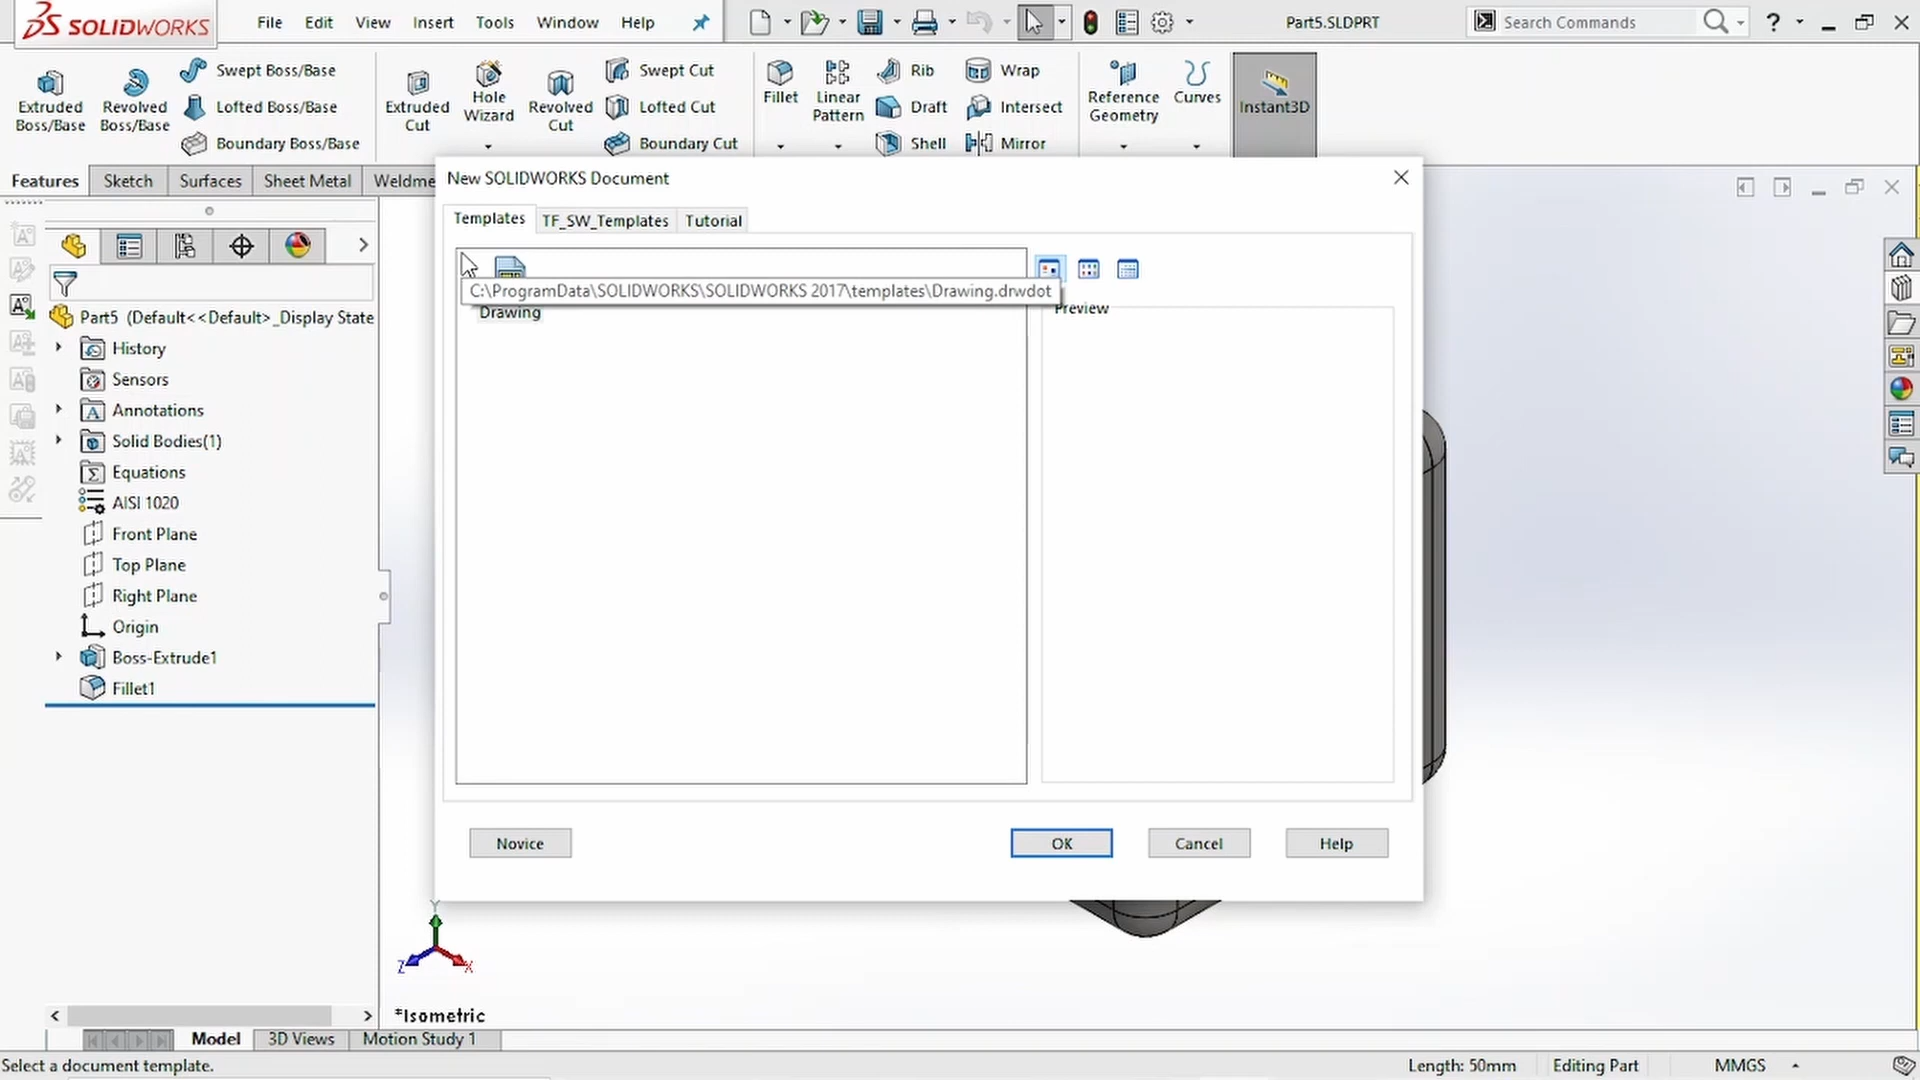 SOLIDWORKS
File Edit View Insert Tools Window Help
Part5.SLDPRT
Search Commands
?
Extruded Boss/Base
Revolved Boss/Base
Swept Boss/Base
Lofted Boss/Base
Boundary Boss/Base
Extruded Cut
Hole Wizard
Revolved Cut
Swept Cut
Lofted Cut
Boundary Cut
Fillet
Linear Pattern
Rib
Draft
Shell
Wrap
Intersect
Mirror
Reference Geometry
Curves
Instant3D
Features Sketch Surfaces Sheet Metal Weldme
New SOLIDWORKS Document
Templates TF_SW_Templates Tutorial
C:\ProgramData\SOLIDWORKS\SOLIDWORKS 2017\templates\Drawing.drwdot
Drawing
Preview
Part5 (Default<<Default>_Display State
History
Sensors
Annotations
Solid Bodies(1)
Equations
AISI 1020
Front Plane
Top Plane
Right Plane
Origin
Boss-Extrude1
Fillet1
Novice OK Cancel Help
Y
Z X
*Isometric
Model 3D Views Motion Study 1
Select a document template.
Length: 50mm Editing Part MMGS